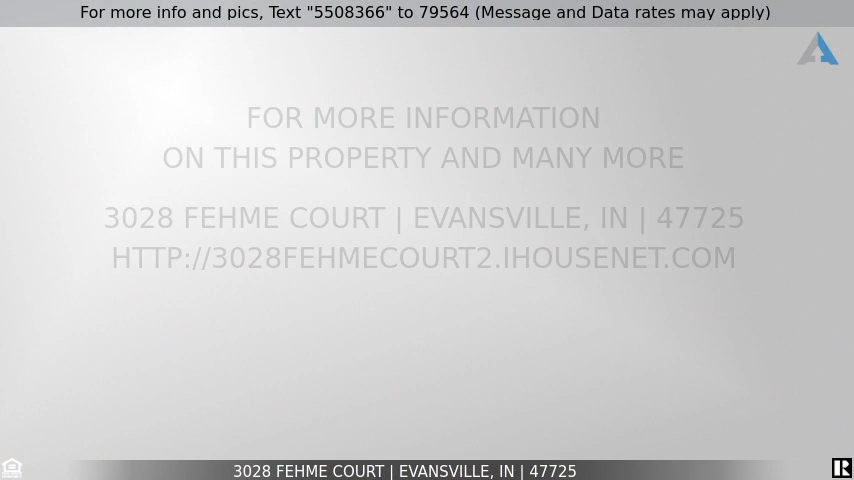 For more info and pics, Text "5508366" to 79564 (Message and Data rates may apply)
FOR MORE INFORMATION
ON THIS PROPERTY AND MANY MORE
3028 FEHME COURT | EVANSVILLE, IN | 47725
HTTP://3028FEHMECOURT2.IHOUSENET.COM
3028 FEHME COURT | EVANSVILLE, IN | 47725